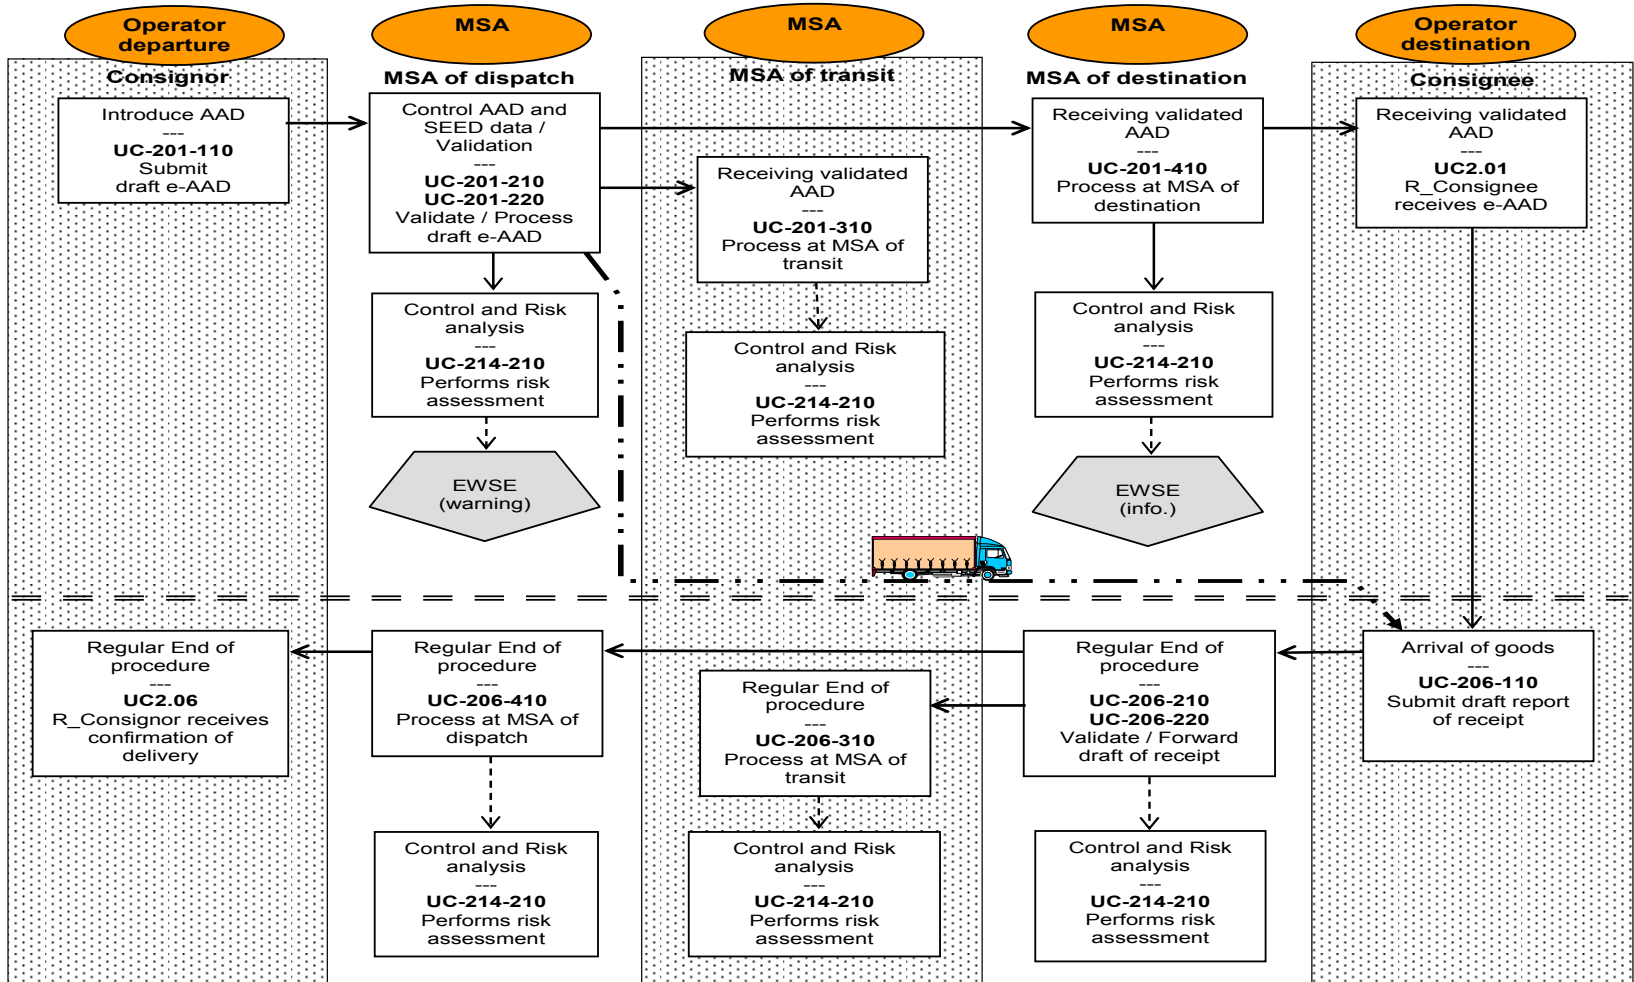 Operator
departure
MSA
MSA
MSA
Operator
destination
Consignor
MSA of dispatch
MSA of transit
MSA of destination
Consignee
Introduce AAD
---
UC-201-110
Submit
draft e-AAD
Control AAD and
SEED data /
Validation
---
UC-201-210
UC-201-220
Validate / Process
draft e-AAD
Receiving validated
AAD
---
UC-201-310
Process at MSA of
transit
Receiving validated
AAD
---
UC-201-410
Process at MSA of
destination
Receiving validated
AAD
---
UC2.01
R_Consignee
receives e-AAD
Control and Risk
analysis
---
UC-214-210
Performs risk
assessment
Control and Risk
analysis
---
UC-214-210
Performs risk
assessment
Control and Risk
analysis
---
UC-214-210
Performs risk
assessment
EWSE
(warning)
EWSE
(info.)
Regular End of
procedure
---
UC2.06
R_Consignor receives
confirmation of
delivery
Regular End of
procedure
---
UC-206-410
Process at MSA of
dispatch
Regular End of
procedure
---
UC-206-310
Process at MSA of
transit
Regular End of
procedure
---
UC-206-210
UC-206-220
Validate / Forward
draft of receipt
Arrival of goods
---
UC-206-110
Submit draft report
of receipt
Control and Risk
analysis
---
UC-214-210
Performs risk
assessment
Control and Risk
analysis
---
UC-214-210
Performs risk
assessment
Control and Risk
analysis
---
UC-214-210
Performs risk
assessment